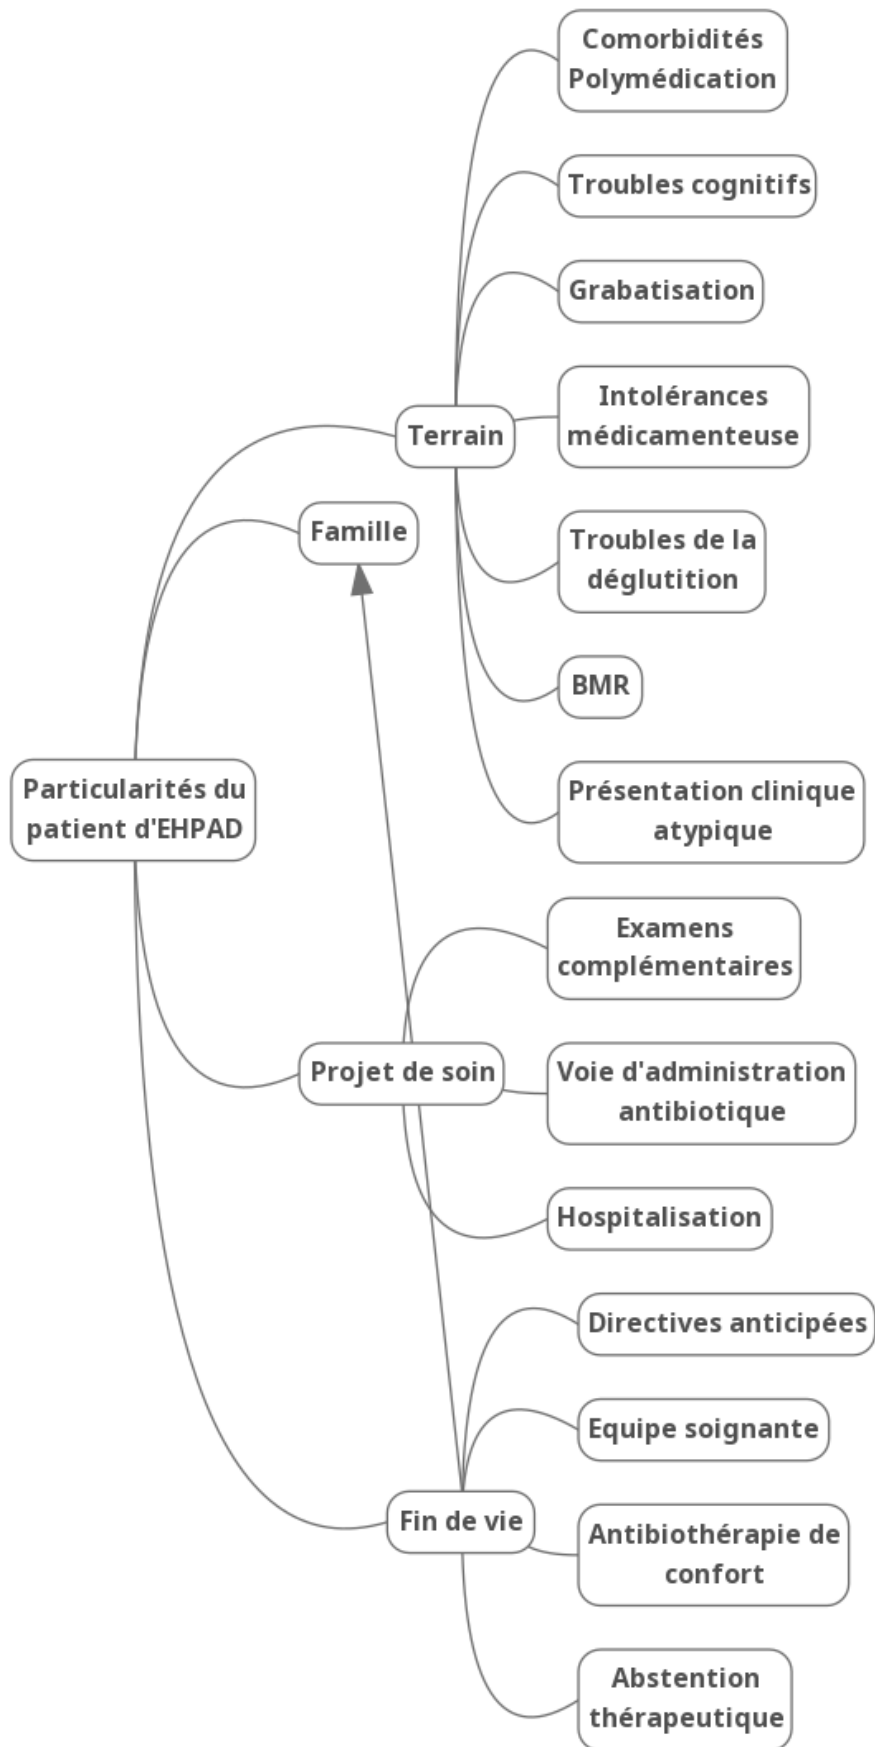 Comorbidités
Polymédication
Troubles cognitifs
Grabatisation
Intolérances
médicamenteuse
Terrain
Famille
Troubles de la
déglutition
BMR
Présentation clinique
atypique
Particularités du
patient d'EHPAD
Examens
complémentaires
Projet de soin
Voie d'administration
antibiotique
Hospitalisation
Directives anticipées
Equipe soignante
Fin de vie
Antibiothérapie de
confort
Abstention
thérapeutique